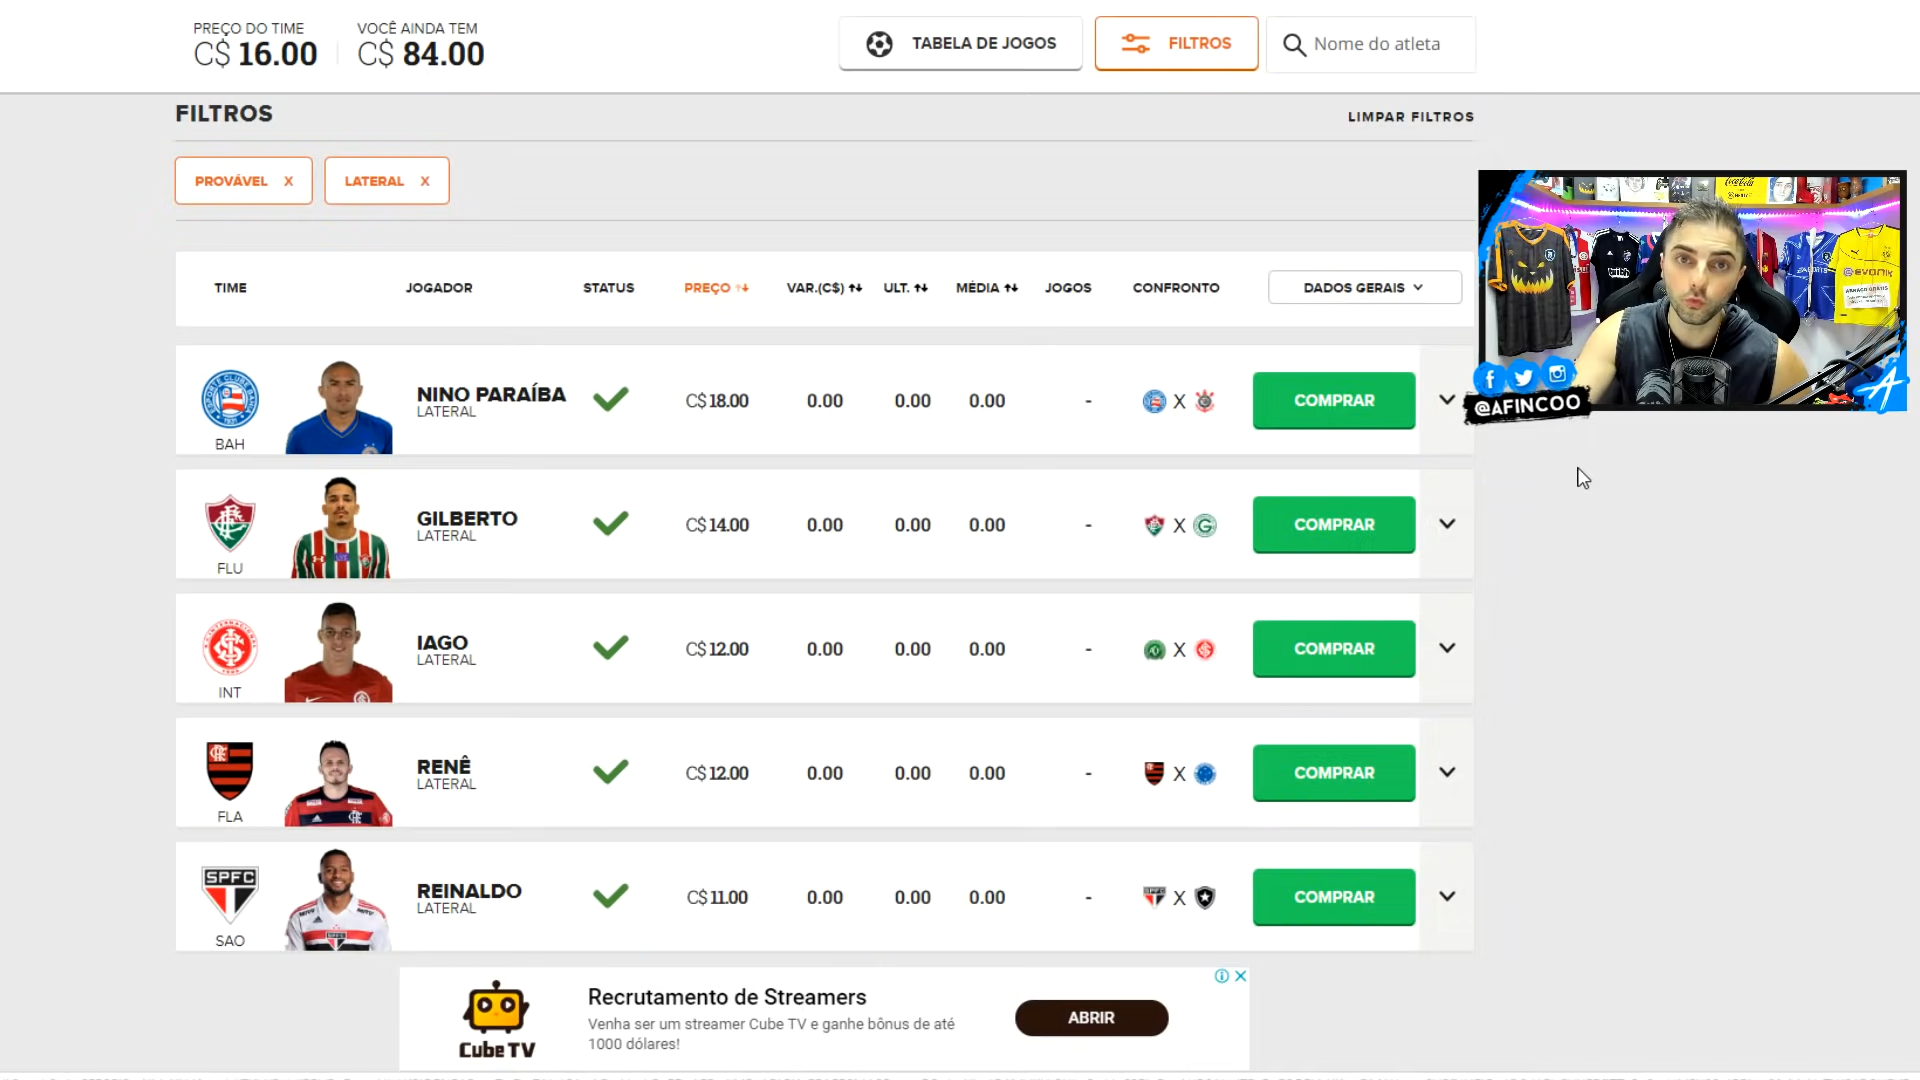 PREÇO DO TIME
C$ 16.00
VOCÊ AINDA TEM
C$ 84.00
TABELA DE JOGOS
FILTROS
Nome do atleta
FILTROS
LIMPAR FILTROS
PROVÁVEL X
LATERAL X
TIME JOGADOR STATUS PREÇO VAR.(C$) ULT. MÉDIA JOGOS CONFRONTO DADOS GERAIS
BAH
NINO PARAÍBA
LATERAL
C$ 18.00 0.00 0.00 0.00 - X COMPRAR
FLU
GILBERTO
LATERAL
C$ 14.00 0.00 0.00 0.00 - X COMPRAR
INT
IAGO
LATERAL
C$ 12.00 0.00 0.00 0.00 - X COMPRAR
FLA
RENÊ
LATERAL
C$ 12.00 0.00 0.00 0.00 - X COMPRAR
SPFC
SAO
REINALDO
LATERAL
C$ 11.00 0.00 0.00 0.00 - X COMPRAR
@AFINCOO
EVONIK
Recrutamento de Streamers
Venha ser um streamer Cube TV e ganhe bônus de até
1000 dólares!
Cube TV
ABRIR